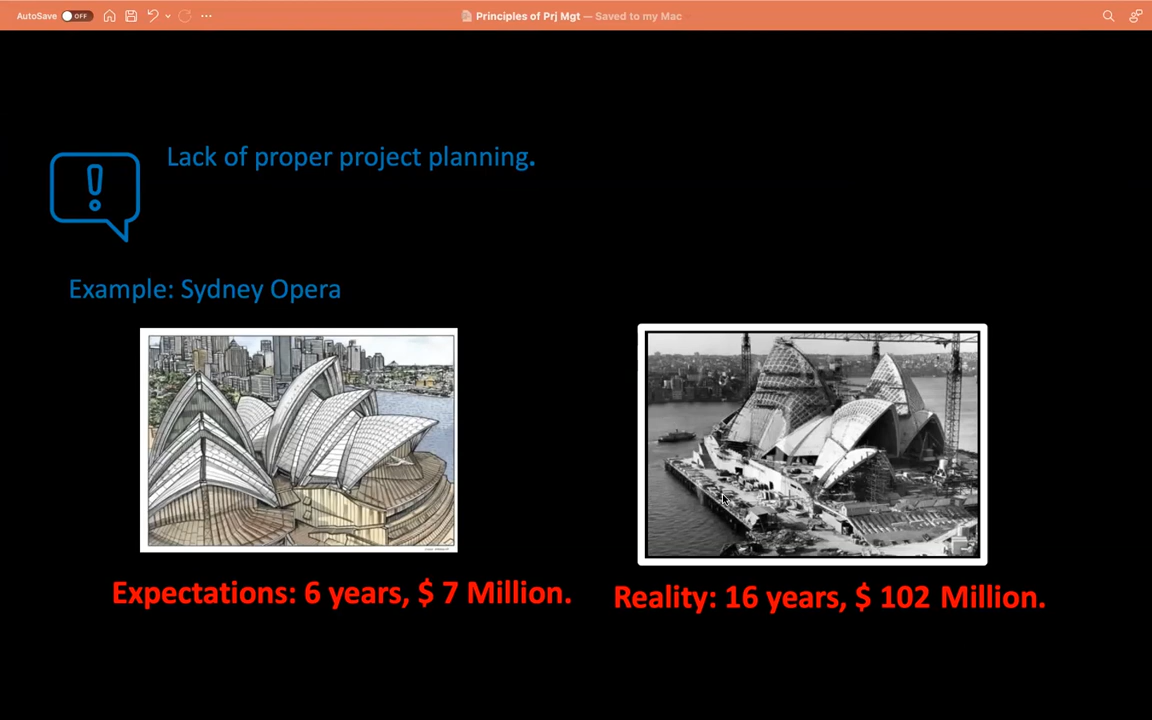 AutoSave OFF
Principles of Prj Mgt — Saved to my Mac
Lack of proper project planning.
Example: Sydney Opera
Expectations: 6 years, $ 7 Million.
Reality: 16 years, $ 102 Million.